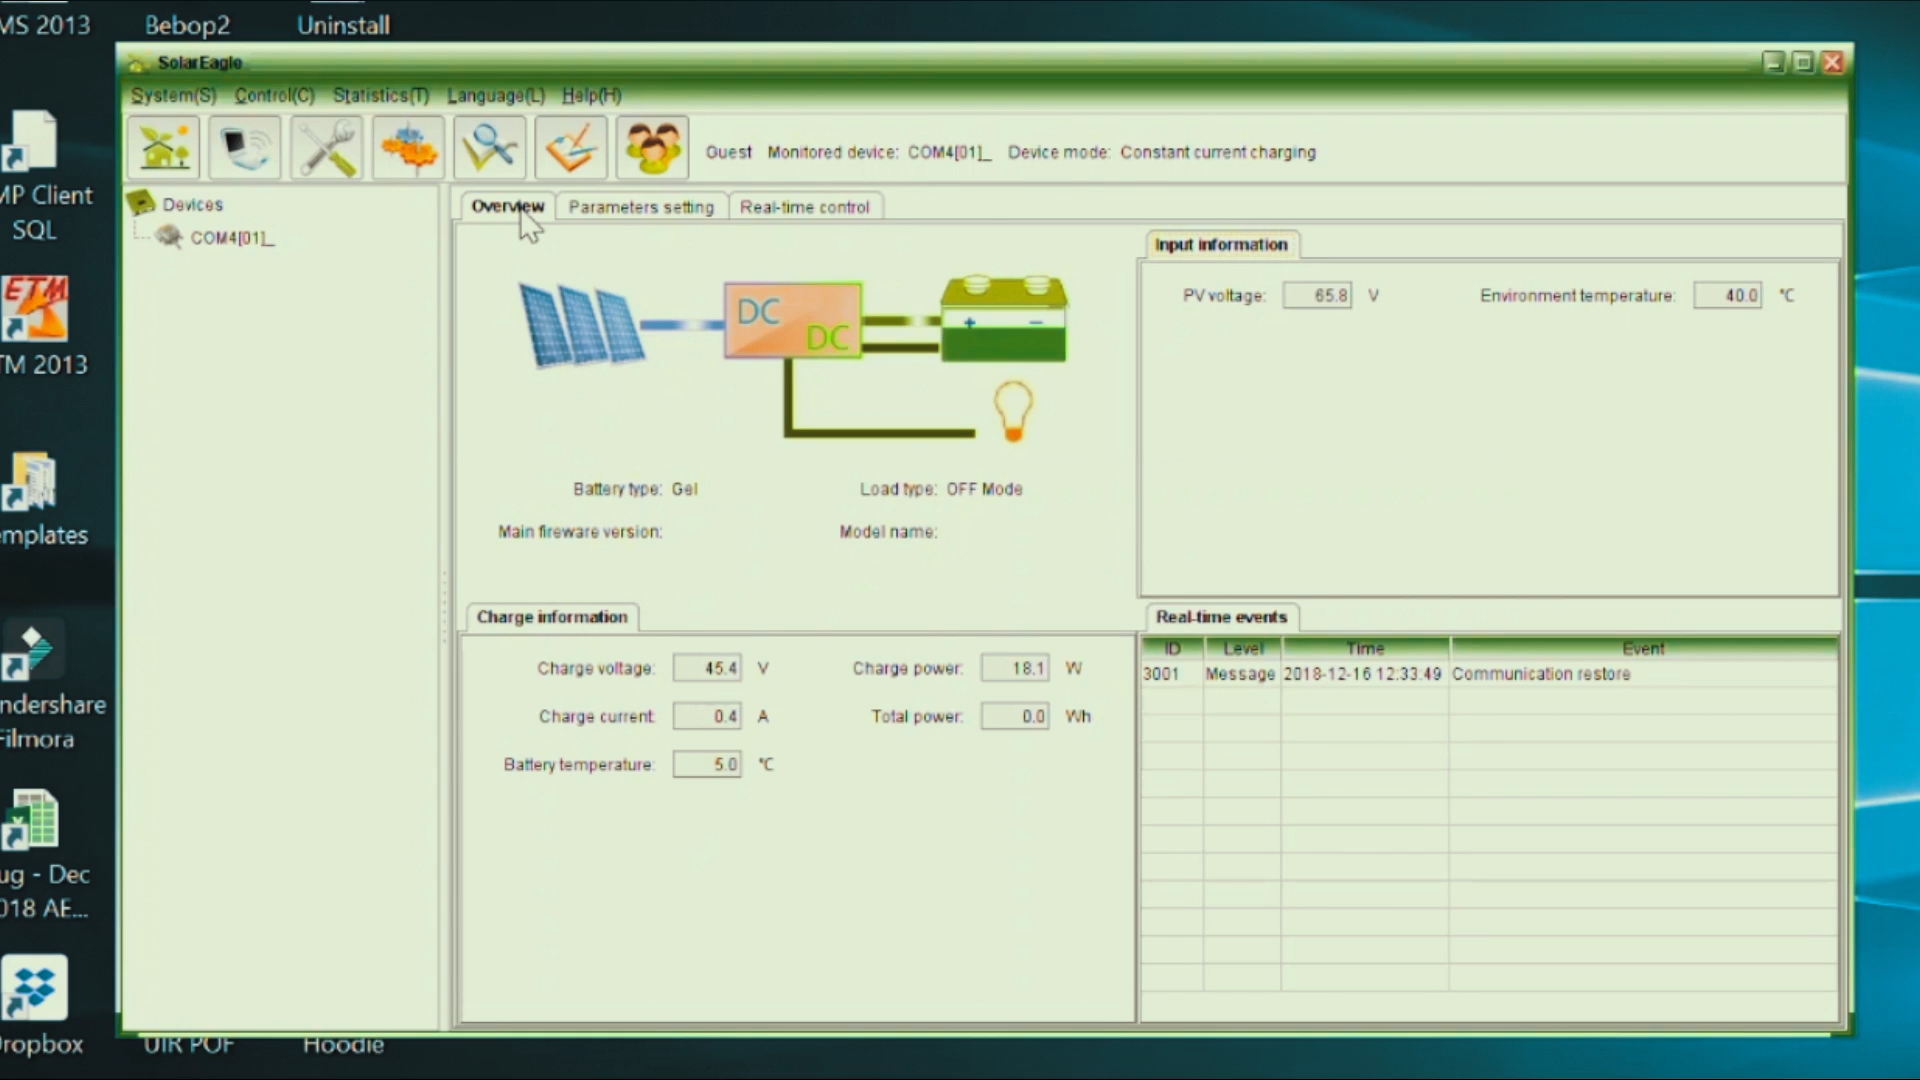 MS 2013
Bebop2
Uninstall
SolarEagle
System(S) Control(C) Statistics(T) Language(L) Help(H)
Guest Monitored device: COM4[01]_ Device mode: Constant current charging
Devices
COM4[01]_
Overview
Parameters setting
Real-time control
Input information
PV voltage: 65.8 V
Environment temperature: 40.0 °C
DC
DC
+ −
Battery type: Gel
Load type: OFF Mode
Main fireware version:
Model name:
Charge information
Charge voltage: 45.4 V
Charge power: 18.1 W
Charge current: 0.4 A
Total power: 0.0 Wh
Battery temperature: 5.0 °C
Real-time events
ID Level Time Event
3001 Message 2018-12-16 12:33:49 Communication restore
MP Client
SQL
ETM
TM 2013
emplates
ndershare
Filmora
ug - Dec
018 AE...
ropbox
UIR POF
Hoodie